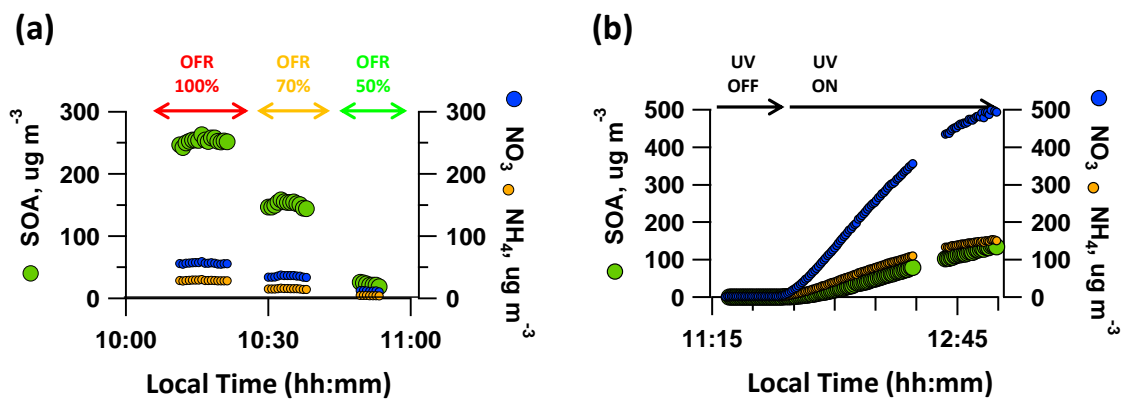 (a)
OFR
100%
OFR
70%
OFR
50%
300
200
100
0
SOA, ug m-3
300
200
100
0
NO3 NH4, ug m-3
10:00
10:30
11:00
Local Time (hh:mm)
(b)
UV
OFF
UV
ON
500
400
300
200
100
0
SOA, ug m-3
500
400
300
200
100
0
NO3 NH4, ug m-3
11:15
12:45
Local Time (hh:mm)